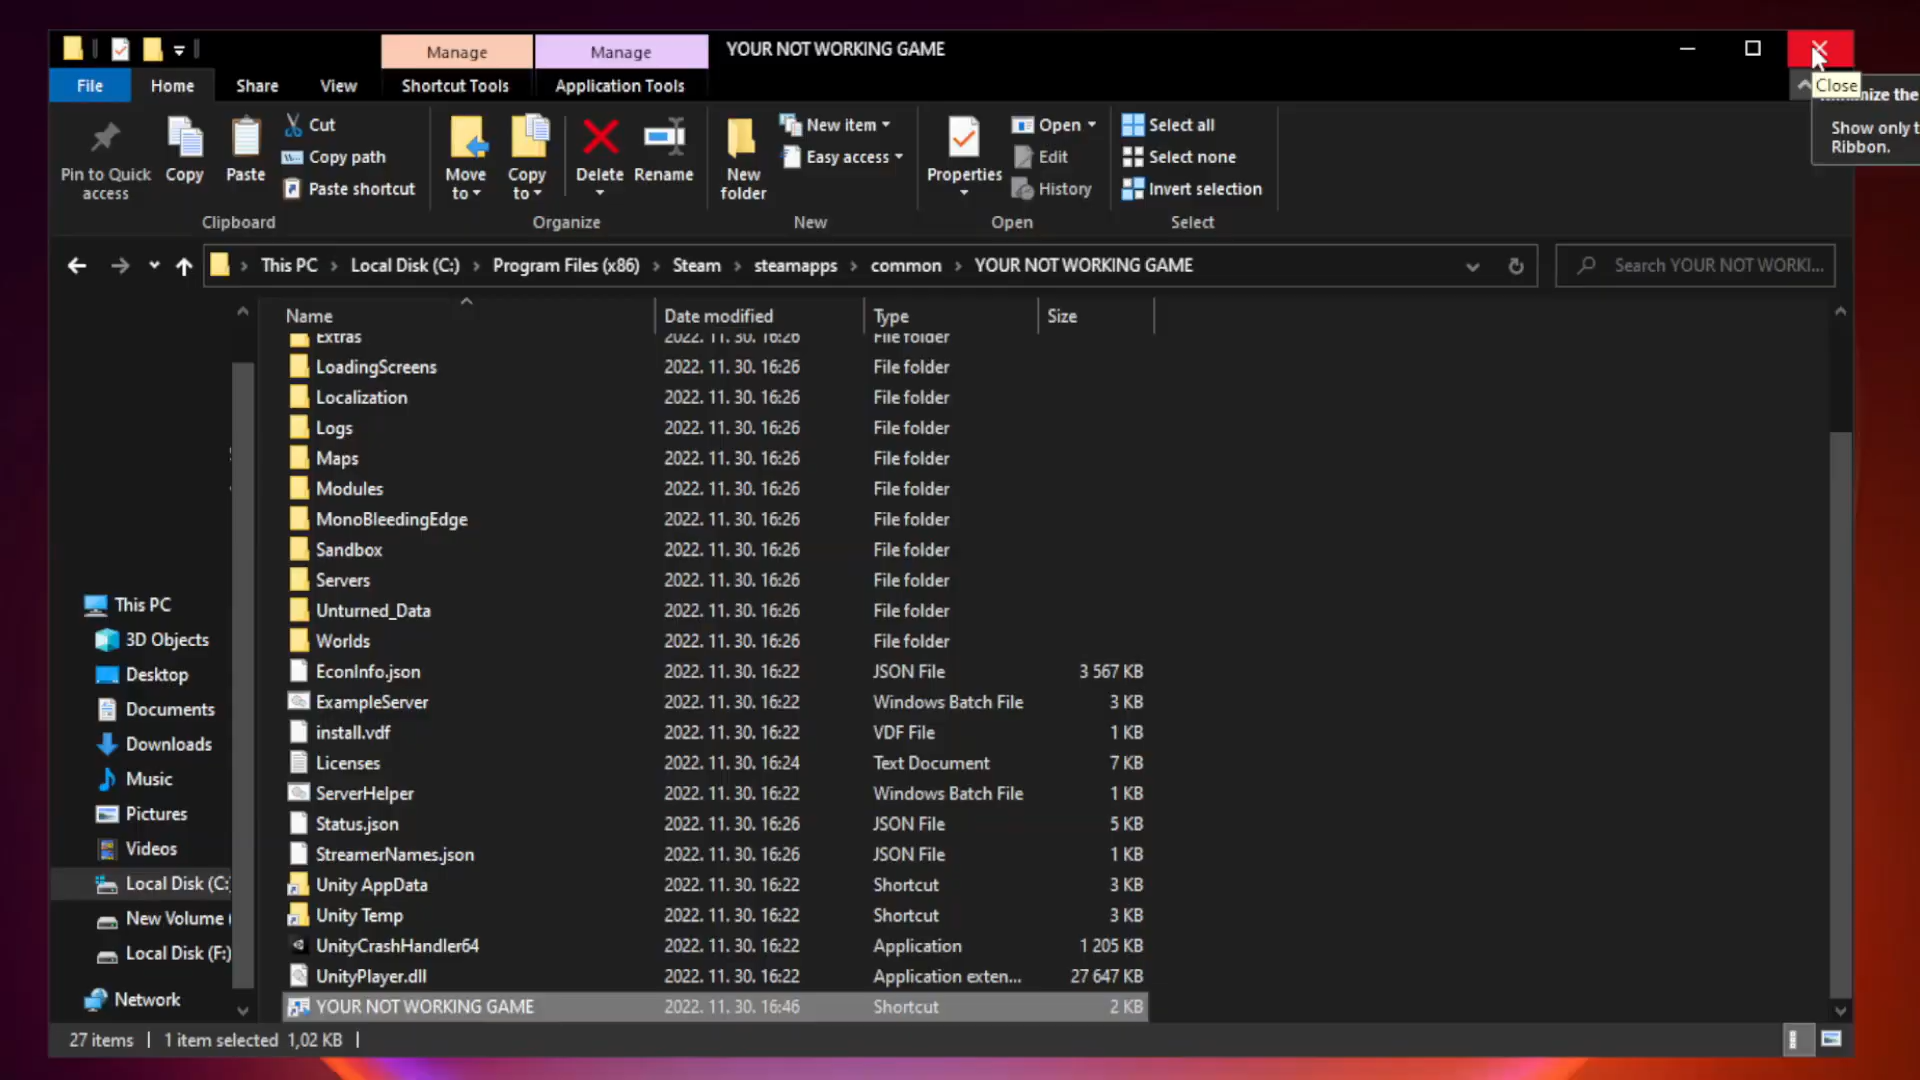 Manage
Manage
YOUR NOT WORKING GAME
File
Home
Share
View
Shortcut Tools
Application Tools
Close
Show only t
Ribbon.
Pin to Quick
access
Copy
Paste
Cut
Copy path
Paste shortcut
Clipboard
Move
to
Copy
to
Delete
Rename
Organize
New
folder
New item
Easy access
New
Properties
Open
Edit
History
Open
Select all
Select none
Invert selection
Select
This PC
Local Disk (C:)
Program Files (x86)
Steam
steamapps
common
YOUR NOT WORKING GAME
Search YOUR NOT WORKI...
Name
Date modified
Type
Size
Extras 2022. 11. 30. 16:26 File folder
LoadingScreens 2022. 11. 30. 16:26 File folder
Localization 2022. 11. 30. 16:26 File folder
Logs 2022. 11. 30. 16:26 File folder
Maps 2022. 11. 30. 16:26 File folder
Modules 2022. 11. 30. 16:26 File folder
MonoBleedingEdge 2022. 11. 30. 16:26 File folder
Sandbox 2022. 11. 30. 16:26 File folder
Servers 2022. 11. 30. 16:26 File folder
Unturned_Data 2022. 11. 30. 16:26 File folder
Worlds 2022. 11. 30. 16:26 File folder
EconInfo.json 2022. 11. 30. 16:22 JSON File 3 567 KB
ExampleServer 2022. 11. 30. 16:22 Windows Batch File 3 KB
install.vdf 2022. 11. 30. 16:22 VDF File 1 KB
Licenses 2022. 11. 30. 16:24 Text Document 7 KB
ServerHelper 2022. 11. 30. 16:22 Windows Batch File 1 KB
Status.json 2022. 11. 30. 16:26 JSON File 5 KB
StreamerNames.json 2022. 11. 30. 16:26 JSON File 1 KB
Unity AppData 2022. 11. 30. 16:22 Shortcut 3 KB
Unity Temp 2022. 11. 30. 16:22 Shortcut 3 KB
UnityCrashHandler64 2022. 11. 30. 16:22 Application 1 205 KB
UnityPlayer.dll 2022. 11. 30. 16:22 Application exten... 27 647 KB
YOUR NOT WORKING GAME 2022. 11. 30. 16:46 Shortcut 2 KB
This PC
3D Objects
Desktop
Documents
Downloads
Music
Pictures
Videos
Local Disk (C:
New Volume (
Local Disk (F:)
Network
27 items
1 item selected 1,02 KB